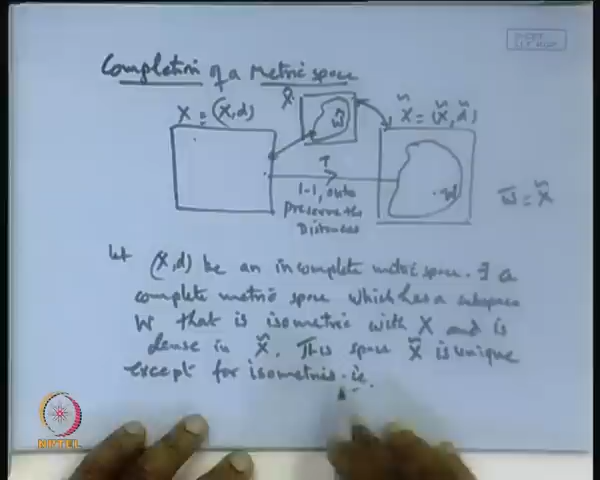 Completion of a Metric space
X = (X,d)
X̂
X̃ = (X̃, d̃)
Ŵ
T
W
W̄ = X̃
1-1, onto
Preserve the
Distances
Let (X,d) be an incomplete metric space. ∃ a
complete metric space which has a subspace
W that is isometric with X and is
dense in X̃. This space X̃ is unique
except for isometries. ie.
NPTEL